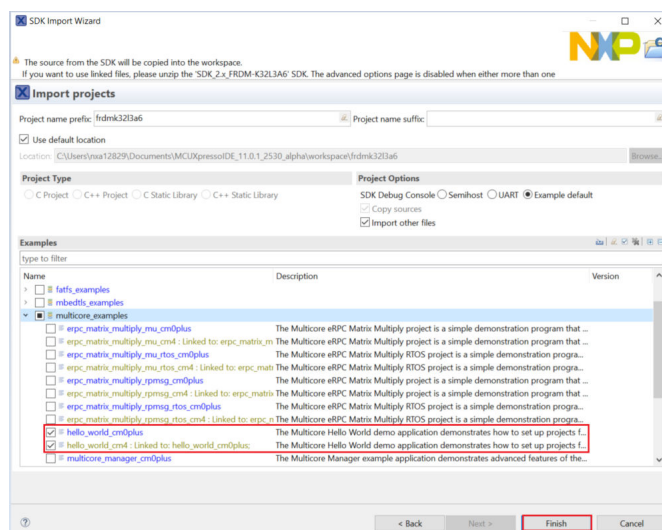 SDK Import Wizard
NXP
The source from the SDK will be copied into the workspace.
If you want to use linked files, please unzip the 'SDK_2.x_FRDM-K32L3A6' SDK. The advanced options page is disabled when either more than one
Import projects
Project name prefix: frdmk32l3a6 Project name suffix:
Use default location
Location: C:\Users\nxa12829\Documents\MCUXpressoIDE_11.0.1_2530_alpha\workspace\frdmk32l3a6 Browse...
Project Type Project Options
C Project C++ Project C Static Library C++ Static Library SDK Debug Console Semihost UART Example default
Copy sources
Import other files
Examples
type to filter
Name Description Version
fatfs_examples
mbedtls_examples
multicore_examples
erpc_matrix_multiply_mu_cm0plus The Multicore eRPC Matrix Multiply project is a simple demonstration program that ...
erpc_matrix_multiply_mu_cm4 : Linked to: erpc_matrix_m The Multicore eRPC Matrix Multiply project is a simple demonstration program that ...
erpc_matrix_multiply_mu_rtos_cm0plus The Multicore eRPC Matrix Multiply RTOS project is a simple demonstration progra...
erpc_matrix_multiply_mu_rtos_cm4 : Linked to: erpc_mat The Multicore eRPC Matrix Multiply RTOS project is a simple demonstration progra...
erpc_matrix_multiply_rpmsg_cm0plus The Multicore eRPC Matrix Multiply project is a simple demonstration program that ...
erpc_matrix_multiply_rpmsg_cm4 : Linked to: erpc_matri The Multicore eRPC Matrix Multiply project is a simple demonstration program that ...
erpc_matrix_multiply_rpmsg_rtos_cm0plus The Multicore eRPC Matrix Multiply RTOS project is a simple demonstration progra...
erpc_matrix_multiply_rpmsg_rtos_cm4 : Linked to: erpc_r The Multicore eRPC Matrix Multiply RTOS project is a simple demonstration progra...
hello_world_cm0plus The Multicore Hello World demo application demonstrates how to set up projects f...
hello_world_cm4 : Linked to: hello_world_cm0plus; The Multicore Hello World demo application demonstrates how to set up projects f...
multicore_manager_cm0plus The Multicore Manager example application demonstrates advanced features of the...
< Back Next > Finish Cancel